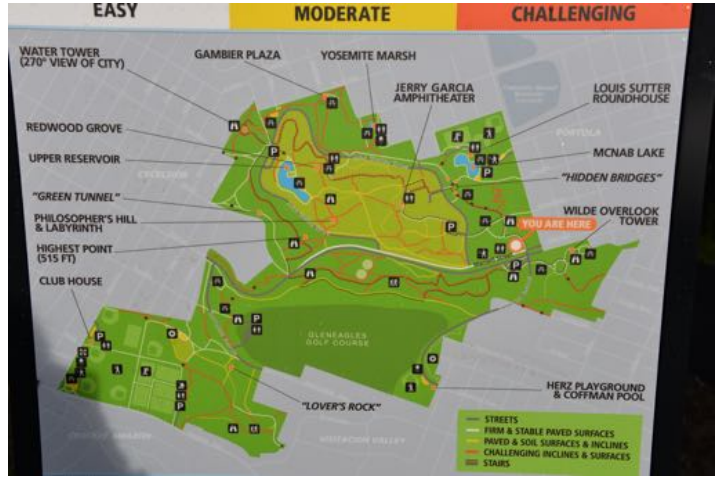 EASY
MODERATE
CHALLENGING
WATER TOWER
(270° VIEW OF CITY)
GAMBIER PLAZA
YOSEMITE MARSH
JERRY GARCIA
AMPHITHEATER
LOUIS SUTTER
ROUNDHOUSE
REDWOOD GROVE
PORTOLA
UPPER RESERVOIR
MCNAB LAKE
EXCELSIOR
"HIDDEN BRIDGES"
"GREEN TUNNEL"
WILDE OVERLOOK
TOWER
PHILOSOPHER'S HILL
& LABYRINTH
YOU ARE HERE
HIGHEST POINT
(515 FT)
CLUB HOUSE
GLENEAGLES
GOLF COURSE
HERZ PLAYGROUND
& COFFMAN POOL
"LOVER'S ROCK"
VISITACION VALLEY
STREETS
FIRM & STABLE PAVED SURFACES
PAVED & SOIL SURFACES & INCLINES
CHALLENGING INCLINES & SURFACES
STAIRS